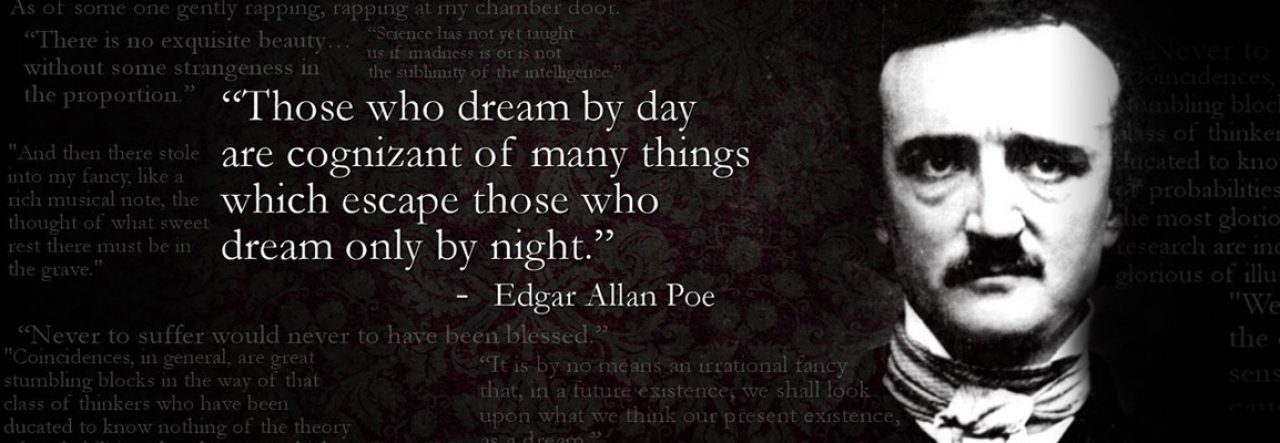 As of some one gently rapping, rapping at my chamber door.
“There is no exquisite beauty…
without some strangeness in
the proportion.”
“Science has not yet taught
us if madness is or is not
the sublimity of the intelligence.”
“Those who dream by day
are cognizant of many things
which escape those who
dream only by night.”
- Edgar Allan Poe
"And then there stole
into my fancy, like a
rich musical note, the
thought of what sweet
rest there must be in
the grave."
“Never to suffer would never to have been blessed.”
"Coincidences, in general, are great
stumbling blocks in the way of that
class of thinkers who have been
ducated to know nothing of the theory
“It is by no means an irrational fancy
that, in a future existence, we shall look
upon what we think our present existence,
as a dream.”
Never to
coincidences,
umbling bloc
lass of thinker
ducated to kno
probabilities
he most glorio
research are in
glorious of illu
"We
the
sens